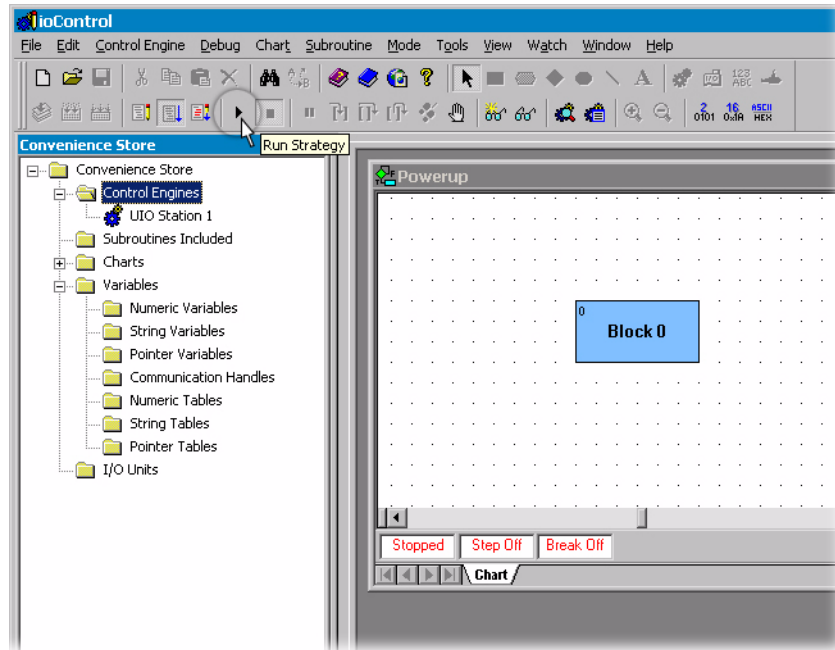 ioControl
File Edit Control Engine Debug Chart Subroutine Mode Tools View Watch Window Help
A B
A
123
ABC
2 16 ASCII
0101 0x1A HEX
Convenience Store
Run Strategy
Convenience Store
Control Engines
UIO Station 1
Subroutines Included
Charts
Variables
Numeric Variables
String Variables
Pointer Variables
Communication Handles
Numeric Tables
String Tables
Pointer Tables
I/O Units
Powerup
0
Block 0
Stopped Step Off Break Off
Chart